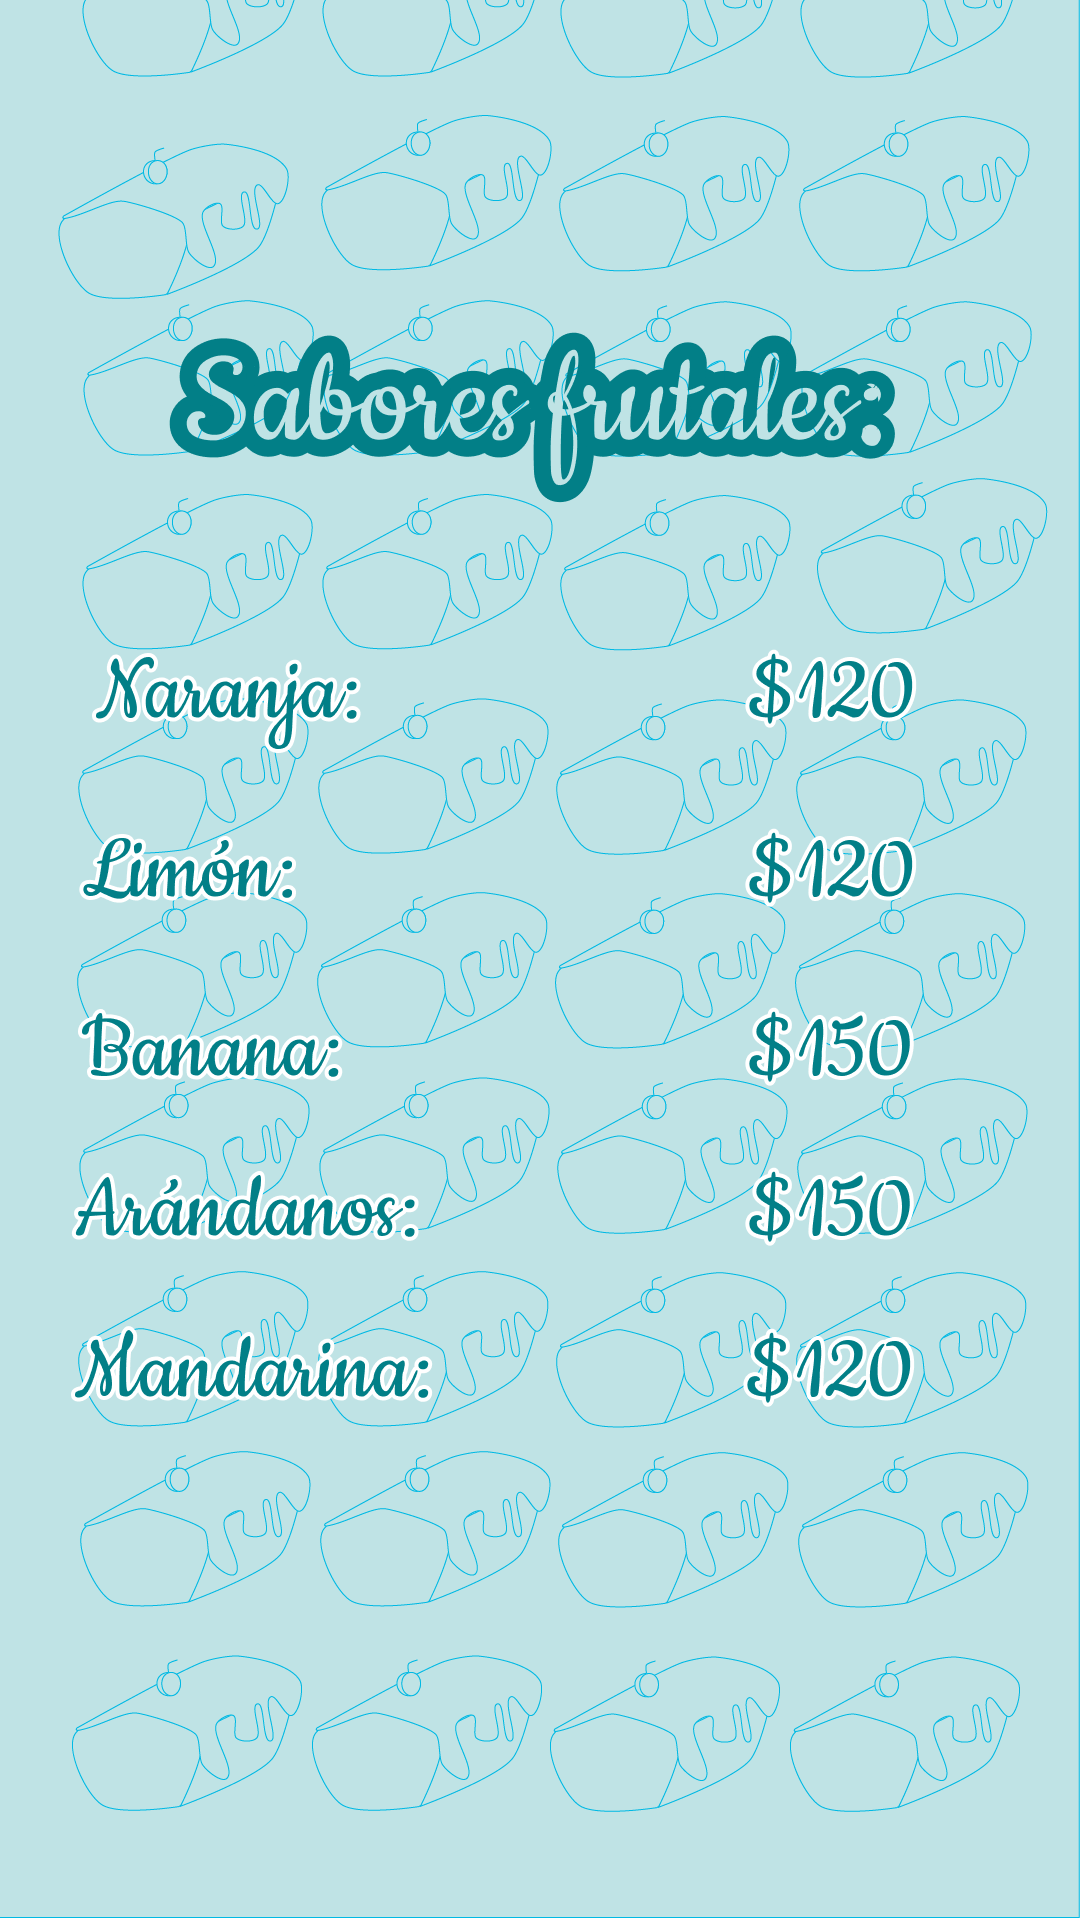 Sabores frutales:
Naranja: $120
Limón: $120
Banana: $150
Arándanos: $150
Mandarina: $120